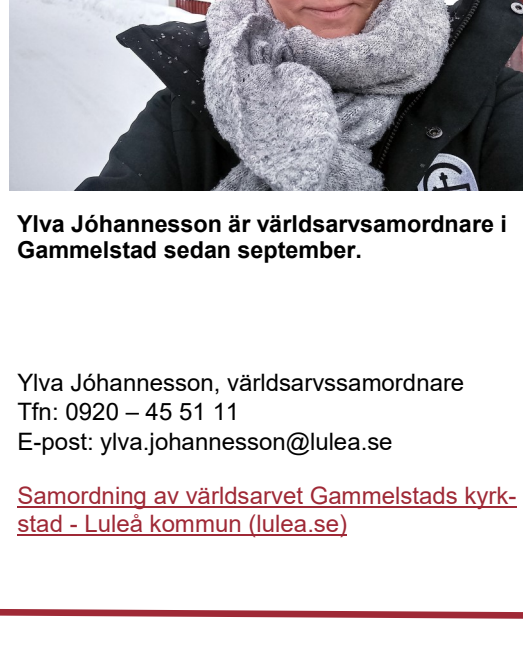 Ylva Jóhannesson är världsarvsamordnare i
Gammelstad sedan september.
Ylva Jóhannesson, världsarvssamordnare
Tfn: 0920 – 45 51 11
E-post: ylva.johannesson@lulea.se
Samordning av världsarvet Gammelstads kyrk-
stad - Luleå kommun (lulea.se)